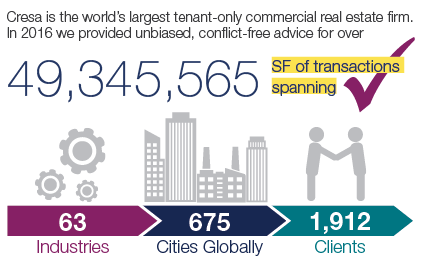 Cresa is the world's largest tenant-only commercial real estate firm.
In 2016 we provided unbiased, conflict-free advice for over
49,345,565 SF of transactions
spanning
63 675 1,912
Industries Cities Globally Clients